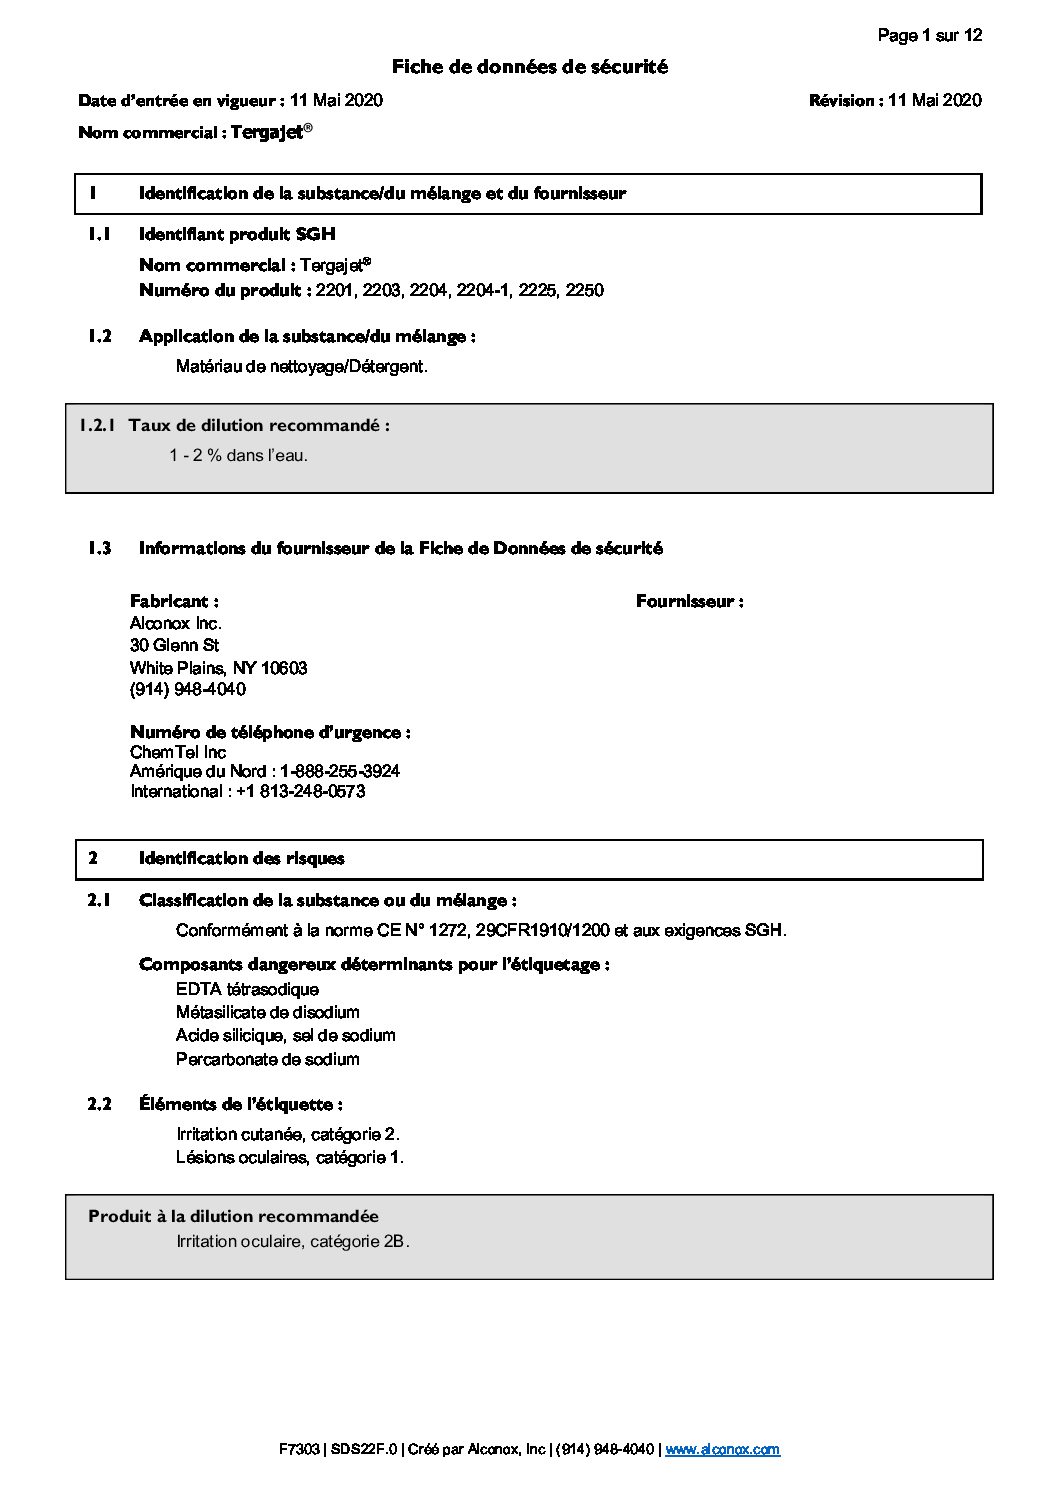 Page 1 sur 12
Fiche de données de sécurité
Date d'entrée en vigueur : 11 Mai 2020 Révision : 11 Mai 2020
Nom commercial : Tergajet®
1 Identification de la substance/du mélange et du fournisseur
1.1 Identifiant produit SGH
Nom commercial : Tergajet®
Numéro du produit : 2201, 2203, 2204, 2204-1, 2225, 2250
1.2 Application de la substance/du mélange :
Matériau de nettoyage/Détergent.
1.2.1 Taux de dilution recommandé :
1 - 2 % dans l'eau.
1.3 Informations du fournisseur de la Fiche de Données de sécurité
Fabricant : Fournisseur :
Alconox Inc.
30 Glenn St
White Plains, NY 10603
(914) 948-4040
Numéro de téléphone d'urgence :
ChemTel Inc
Amérique du Nord : 1-888-255-3924
International : +1 813-248-0573
2 Identification des risques
2.1 Classification de la substance ou du mélange :
Conformément à la norme CE N° 1272, 29CFR1910/1200 et aux exigences SGH.
Composants dangereux déterminants pour l'étiquetage :
EDTA tétrasodique
Métasilicate de disodium
Acide silicique, sel de sodium
Percarbonate de sodium
2.2 Éléments de l'étiquette :
Irritation cutanée, catégorie 2.
Lésions oculaires, catégorie 1.
Produit à la dilution recommandée
Irritation oculaire, catégorie 2B.
F7303 | SDS22F.0 | Créé par Alconox, Inc | (914) 948-4040 | www.alconox.com